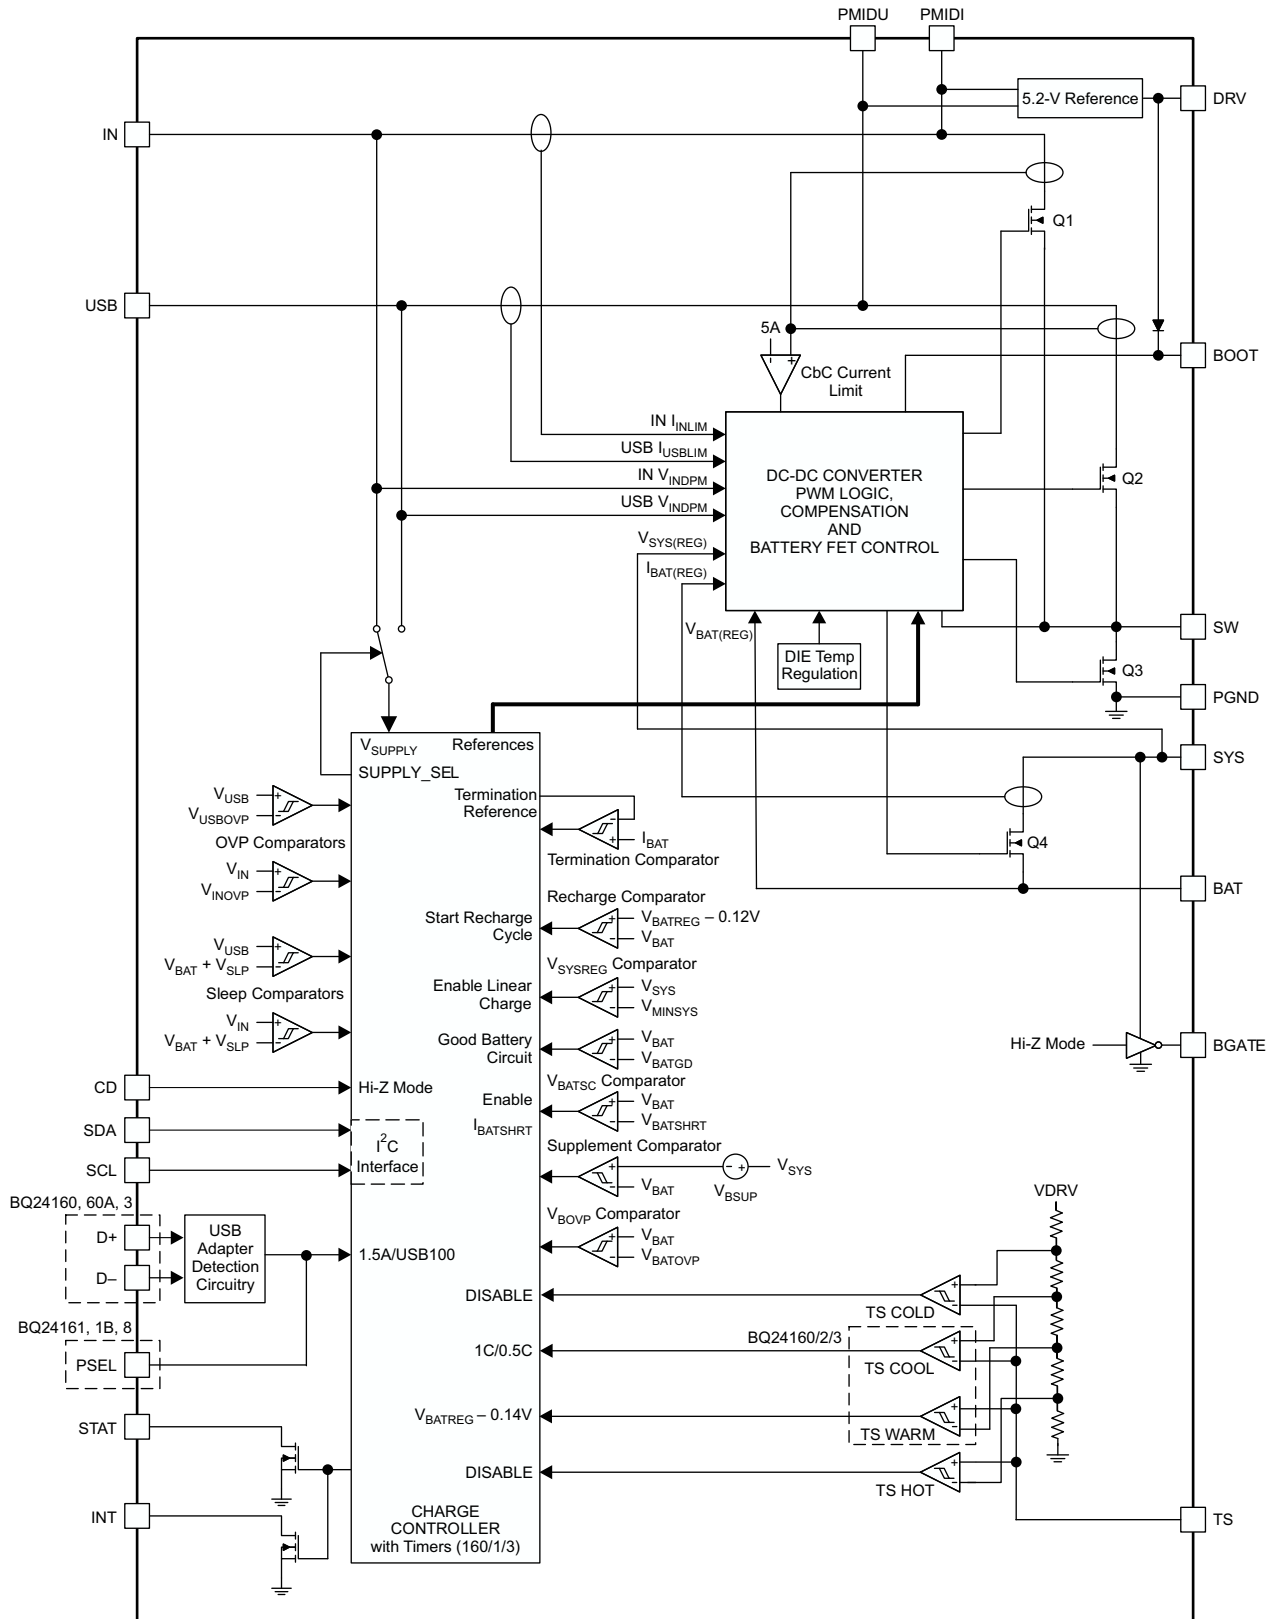 PMIDU
PMIDI
5.2-V Reference
DRV
IN
Q1
USB
5A
-
+
CbC Current
Limit
BOOT
IN I_INLIM
USB I_USBLIM
IN V_INDPM
USB V_INDPM
V_SYS(REG)
I_BAT(REG)
DC-DC CONVERTER
PWM LOGIC,
COMPENSATION
AND
BATTERY FET CONTROL
Q2
V_BAT(REG)
DIE Temp
Regulation
SW
Q3
PGND
V_SUPPLY
References
SUPPLY_SEL
SYS
V_USB
+
V_USBOVP
-
OVP Comparators
Termination
Reference
-
+
I_BAT
Termination Comparator
Q4
V_IN
+
V_INOVP
-
BAT
Recharge Comparator
Start Recharge
Cycle
+
V_BATREG – 0.12V
-
V_BAT
V_USB
+
V_BAT + V_SLP
-
Sleep Comparators
V_SYSREG Comparator
Enable Linear
Charge
+
V_SYS
-
V_MINSYS
V_IN
+
V_BAT + V_SLP
-
Good Battery
Circuit
+
V_BAT
-
V_BATGD
Hi-Z Mode
BGATE
CD
Hi-Z Mode
V_BATSC Comparator
Enable
I_BATSHRT
+
V_BAT
-
V_BATSHRT
SDA
SCL
I²C
Interface
Supplement Comparator
+
-
V_BAT
- +
V_BSUP
V_SYS
BQ24160, 60A, 3
D+
D–
USB
Adapter
Detection
Circuitry
1.5A/USB100
V_BOVP Comparator
+
V_BAT
-
V_BATOVP
VDRV
DISABLE
+
-
TS COLD
BQ24161, 1B, 8
PSEL
1C/0.5C
BQ24160/2/3
+
-
TS COOL
V_BATREG – 0.14V
+
-
TS WARM
STAT
DISABLE
+
-
TS HOT
INT
CHARGE
CONTROLLER
with Timers (160/1/3)
TS